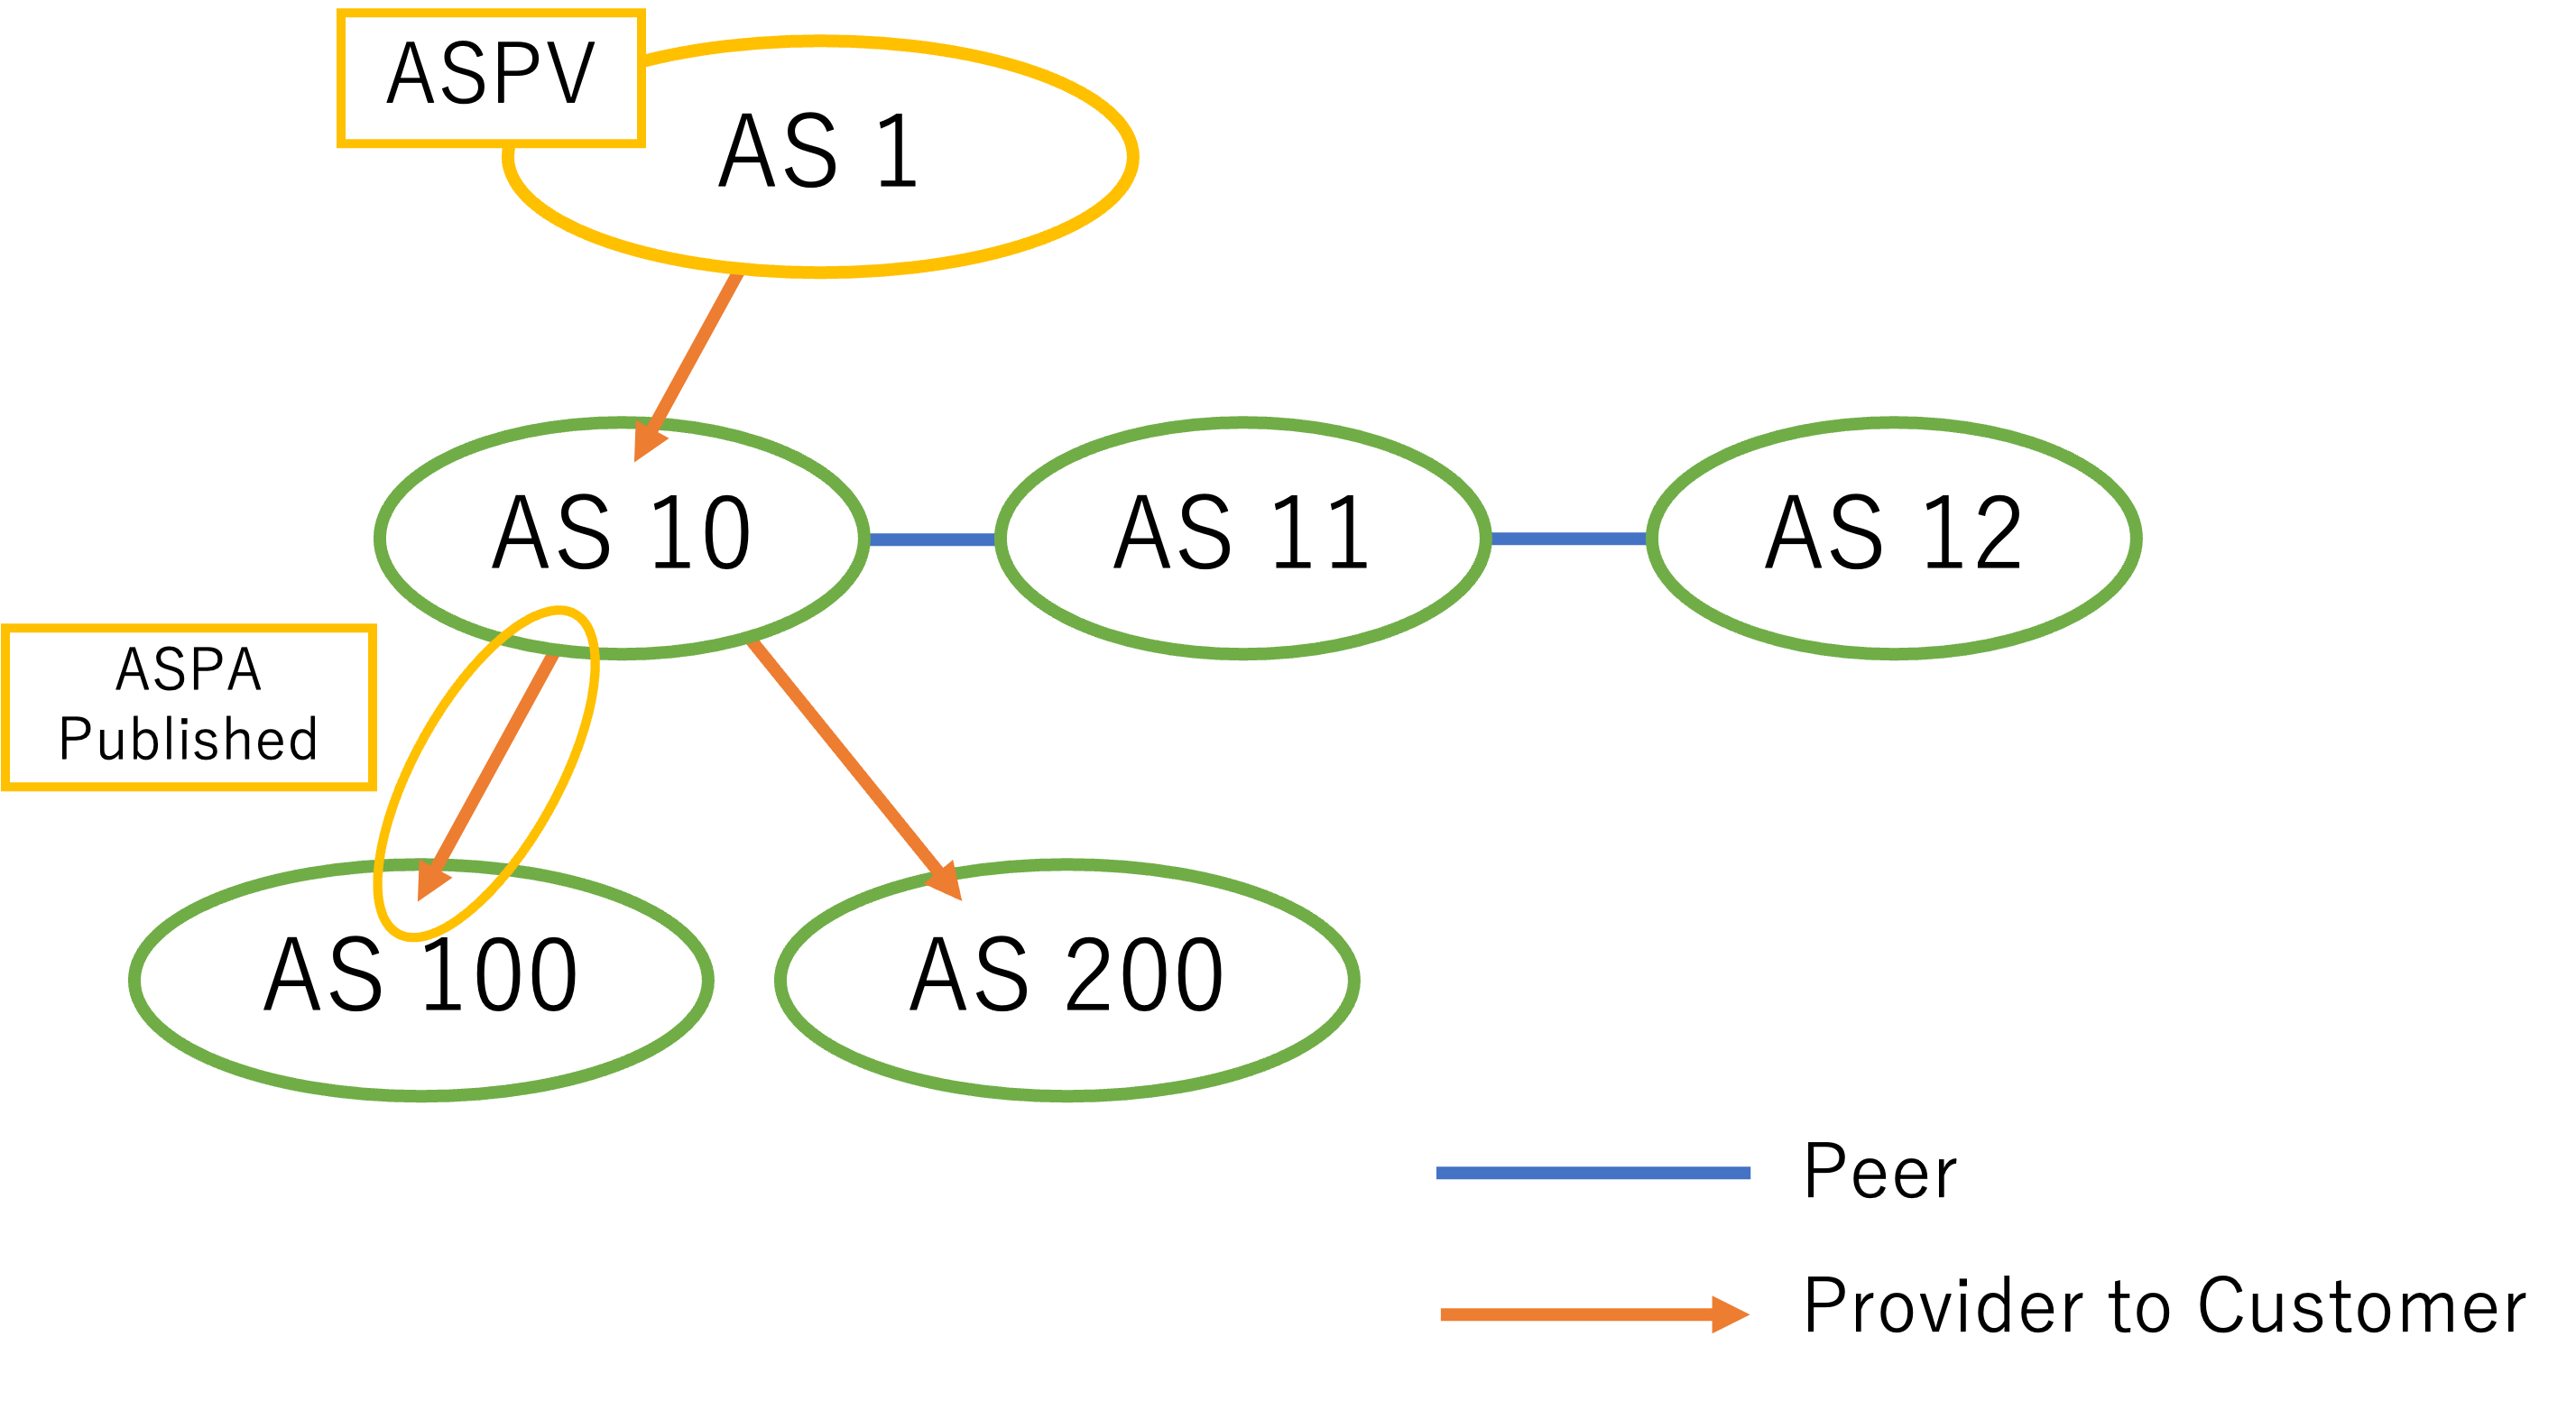 ASPV
AS 1
AS 10
AS 11
AS 12
ASPA
Published
AS 100
AS 200
Peer
Provider to Customer